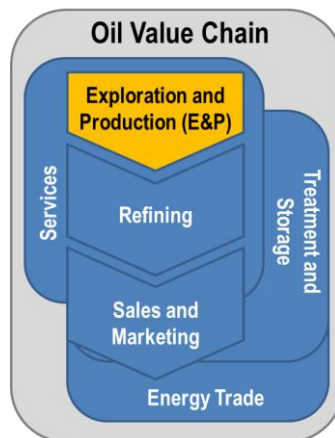 Oil Value Chain
Exploration and
Production (E&P)
Services
Refining
Treatment and
Storage
Sales and
Marketing
Energy Trade